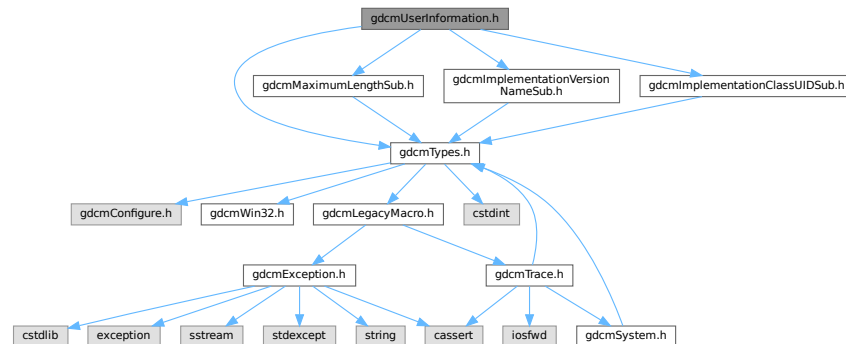 gdcmUserInformation.h
gdcmMaximumLengthSub.h
gdcmImplementationVersion
NameSub.h
gdcmImplementationClassUIDSub.h
gdcmTypes.h
gdcmConfigure.h
gdcmWin32.h
gdcmLegacyMacro.h
cstdint
gdcmException.h
gdcmTrace.h
cstdlib
exception
sstream
stdexcept
string
cassert
iosfwd
gdcmSystem.h